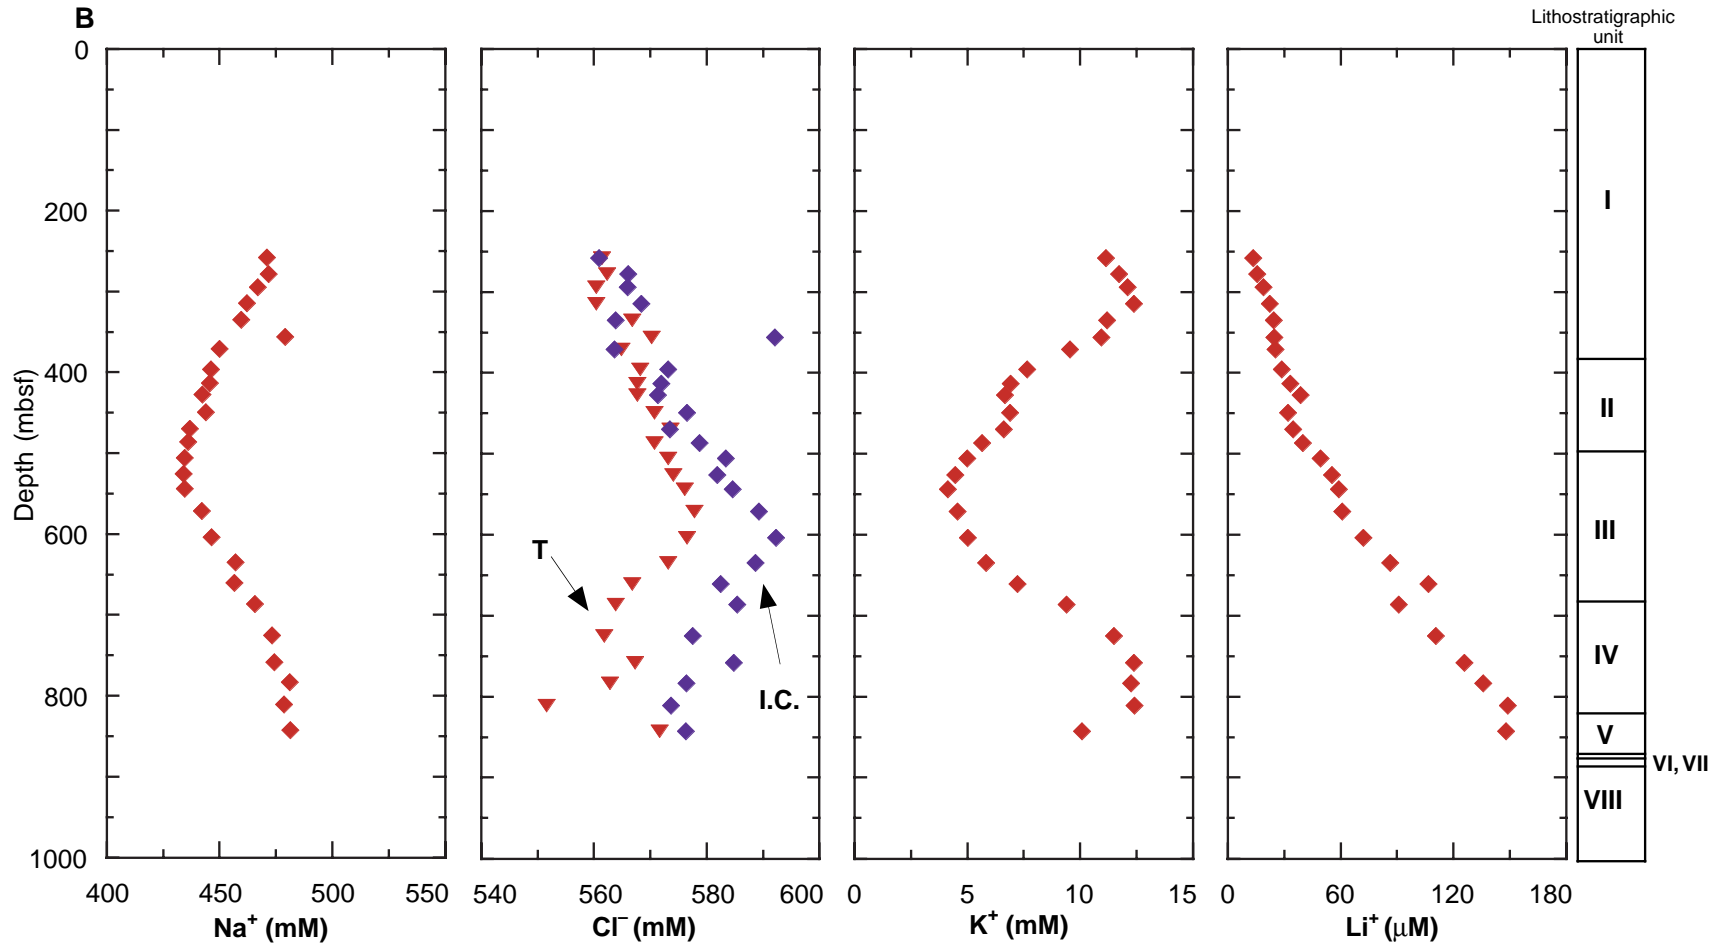 B
Lithostratigraphic
unit
0
200
400
600
800
1000
Depth (mbsf)
400 450 500 550
Na⁺ (mM)
T
I.C.
540 560 580 600
Cl⁻ (mM)
0 5 10 15
K⁺ (mM)
0 60 120 180
Li⁺ (µM)
I
II
III
IV
V
VI, VII
VIII